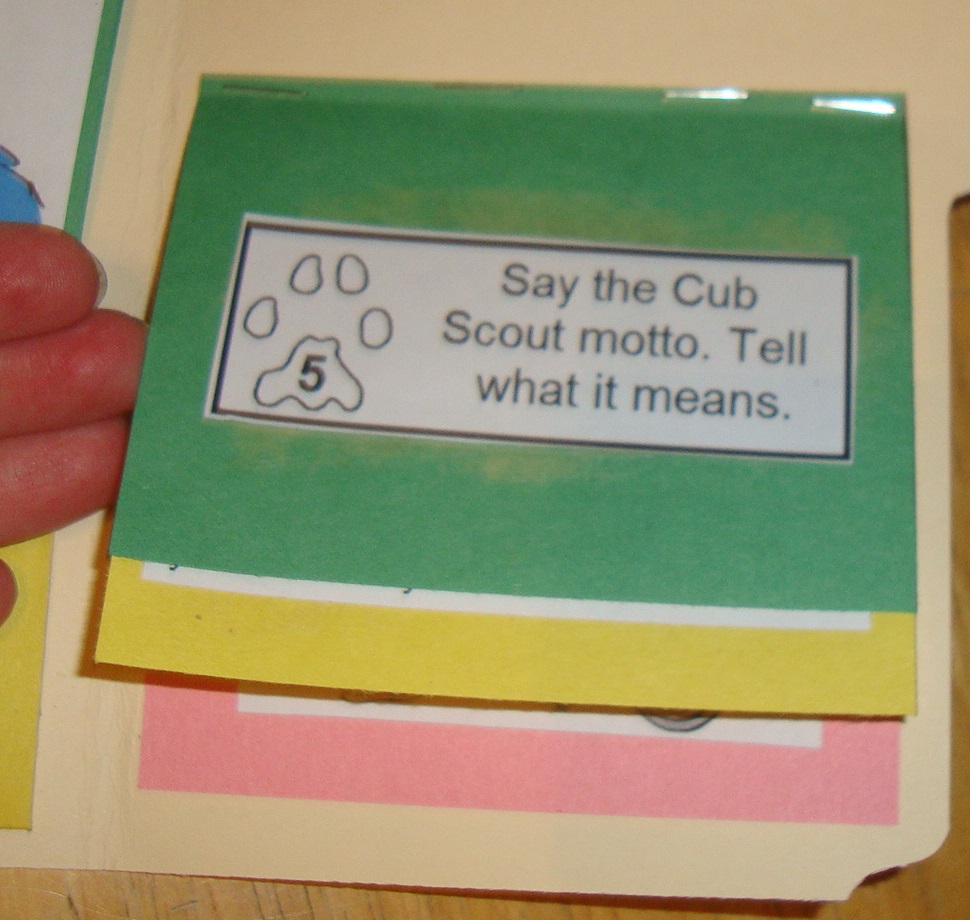 5
Say the Cub
Scout motto. Tell
what it means.